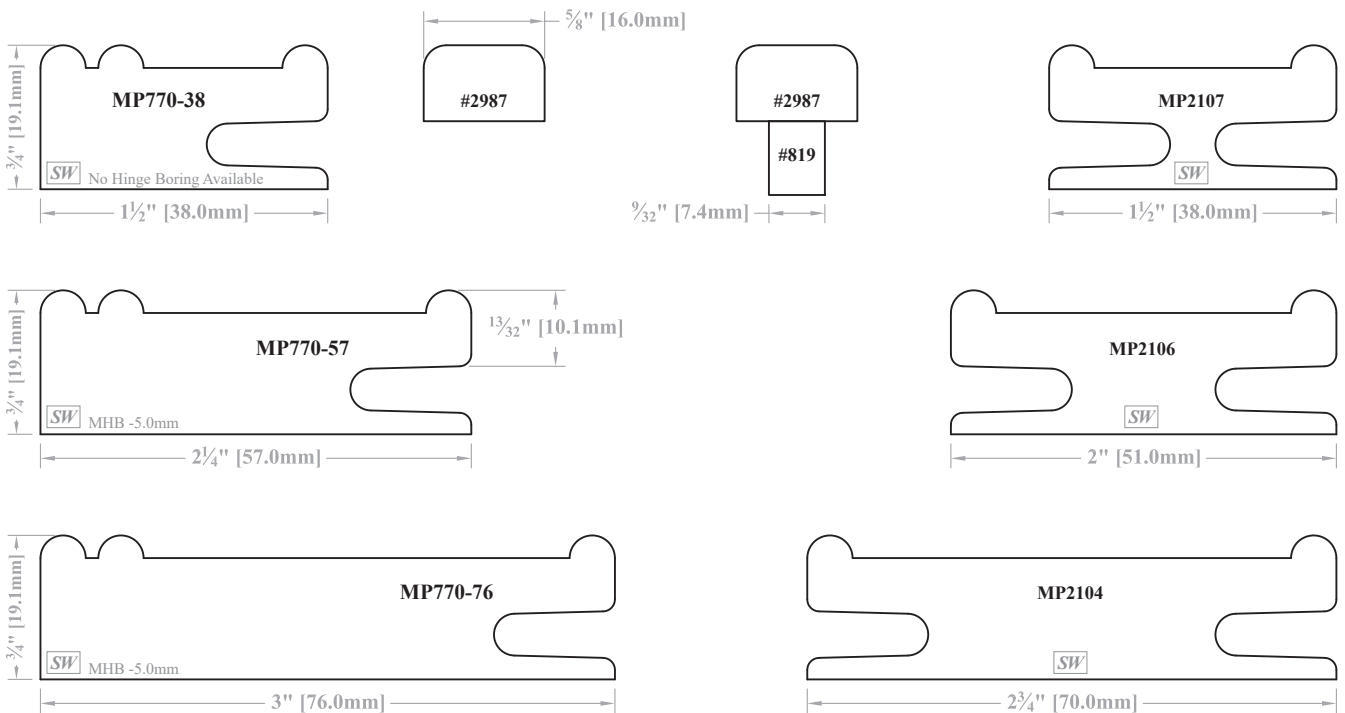 ⅝" [16.0mm]
MP770-38
#2987
#2987
MP2107
¾" [19.1mm]
#819
SW No Hinge Boring Available
SW
1½" [38.0mm]
9⁄32" [7.4mm]
1½" [38.0mm]
13⁄32" [10.1mm]
MP770-57
MP2106
¾" [19.1mm]
SW MHB -5.0mm
SW
2¼" [57.0mm]
2" [51.0mm]
MP770-76
MP2104
¾" [19.1mm]
SW MHB -5.0mm
SW
3" [76.0mm]
2¾" [70.0mm]